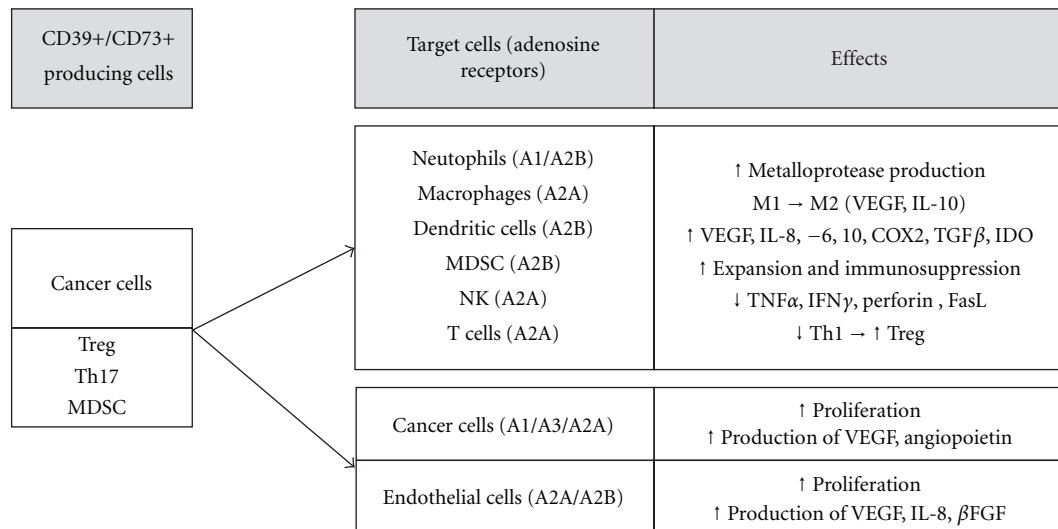 CD39+/CD73+
producing cells
Target cells (adenosine
receptors)
Effects
Cancer cells
Treg
Th17
MDSC
Neutophils (A1/A2B)
Macrophages (A2A)
Dendritic cells (A2B)
MDSC (A2B)
NK (A2A)
T cells (A2A)
↑ Metalloprotease production
M1 → M2 (VEGF, IL-10)
↑ VEGF, IL-8, −6, 10, COX2, TGFβ, IDO
↑ Expansion and immunosuppression
↓ TNFα, IFNγ, perforin , FasL
↓ Th1 → ↑ Treg
Cancer cells (A1/A3/A2A)
↑ Proliferation
↑ Production of VEGF, angiopoietin
Endothelial cells (A2A/A2B)
↑ Proliferation
↑ Production of VEGF, IL-8, βFGF